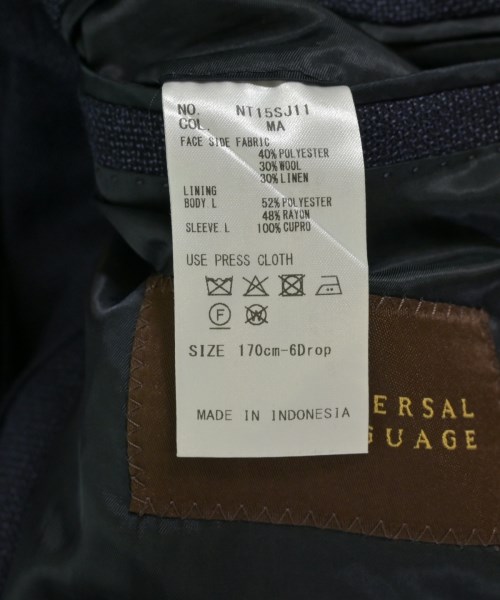 NO. NT15SJ11
COL. MA
FACE SIDE FABRIC
40% POLYESTER
30% WOOL
30% LINEN
LINING
BODY L 52% POLYESTER
48% RAYON
SLEEVE L 100% CUPRO
USE PRESS CLOTH
F W
SIZE 170cm-6Drop
MADE IN INDONESIA
ERSAL
GUAGE